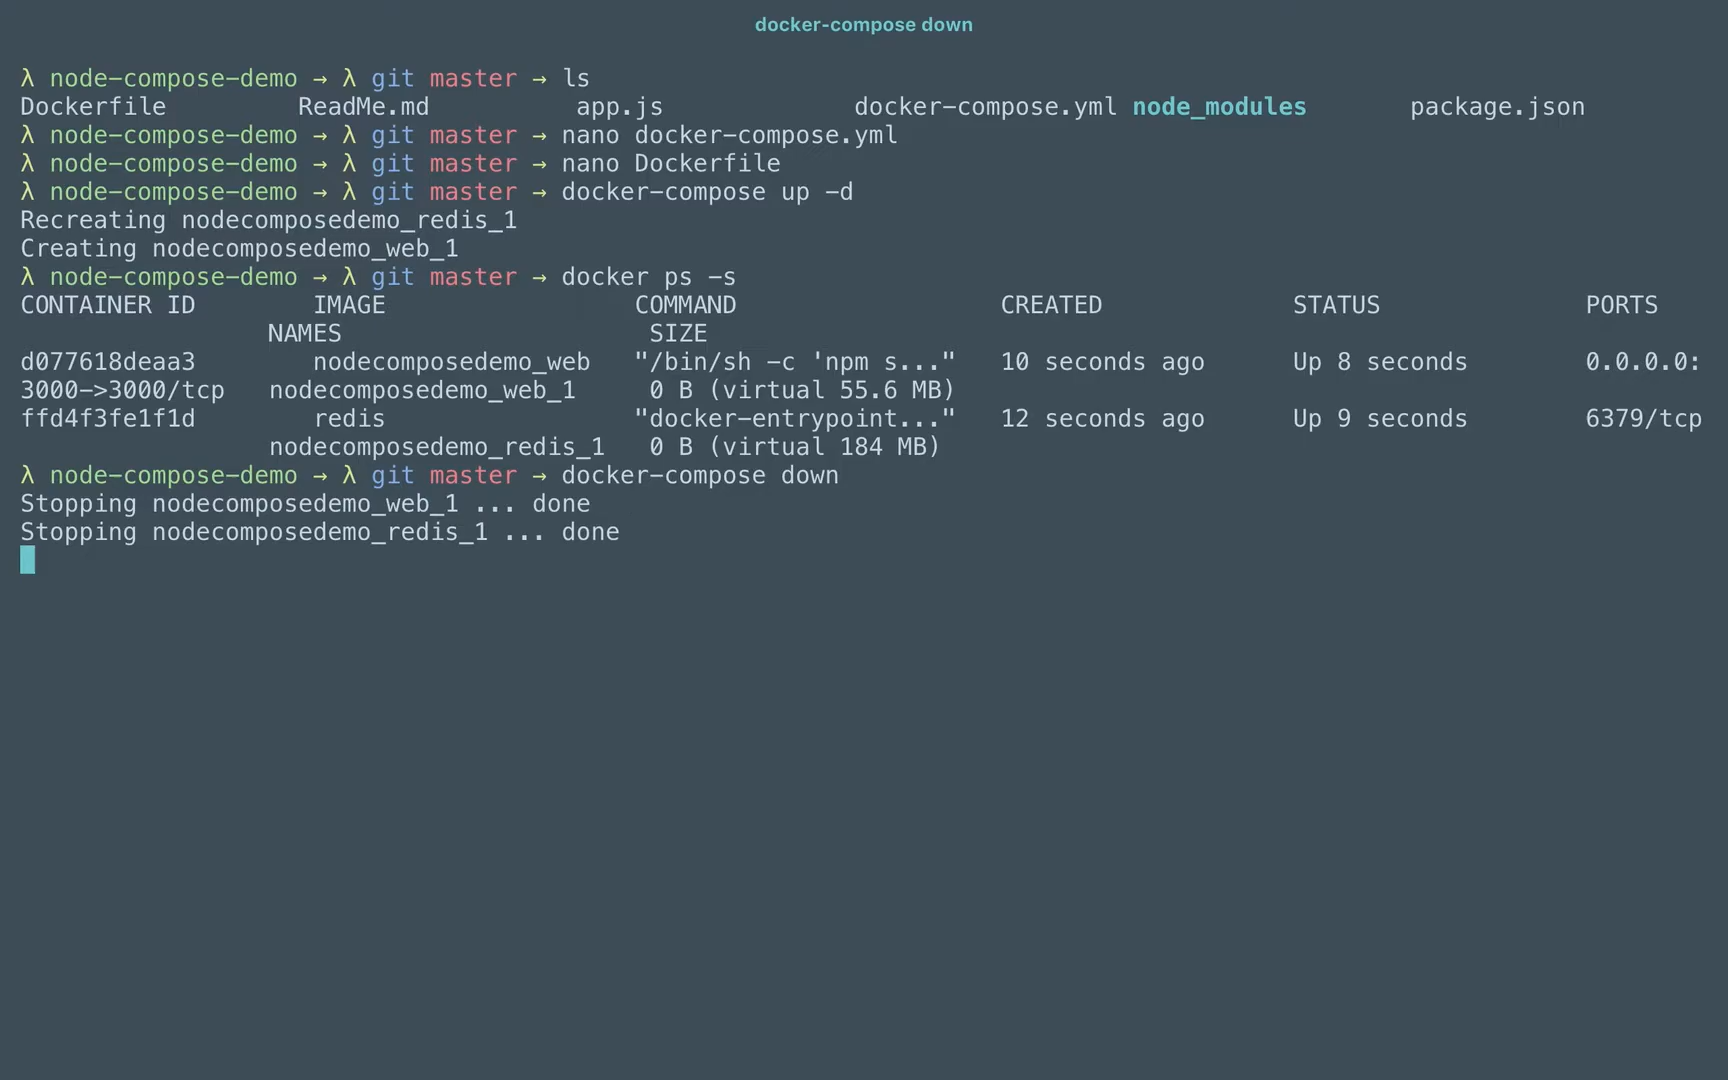 docker-compose down
λ node-compose-demo → λ git master → ls
Dockerfile ReadMe.md app.js docker-compose.yml node_modules package.json
λ node-compose-demo → λ git master → nano docker-compose.yml
λ node-compose-demo → λ git master → nano Dockerfile
λ node-compose-demo → λ git master → docker-compose up -d
Recreating nodecomposedemo_redis_1
Creating nodecomposedemo_web_1
λ node-compose-demo → λ git master → docker ps -s
CONTAINER ID IMAGE COMMAND CREATED STATUS PORTS
NAMES SIZE
d077618deaa3 nodecomposedemo_web "/bin/sh -c 'npm s..." 10 seconds ago Up 8 seconds 0.0.0.0:
3000->3000/tcp nodecomposedemo_web_1 0 B (virtual 55.6 MB)
ffd4f3fe1f1d redis "docker-entrypoint..." 12 seconds ago Up 9 seconds 6379/tcp
nodecomposedemo_redis_1 0 B (virtual 184 MB)
λ node-compose-demo → λ git master → docker-compose down
Stopping nodecomposedemo_web_1 ... done
Stopping nodecomposedemo_redis_1 ... done